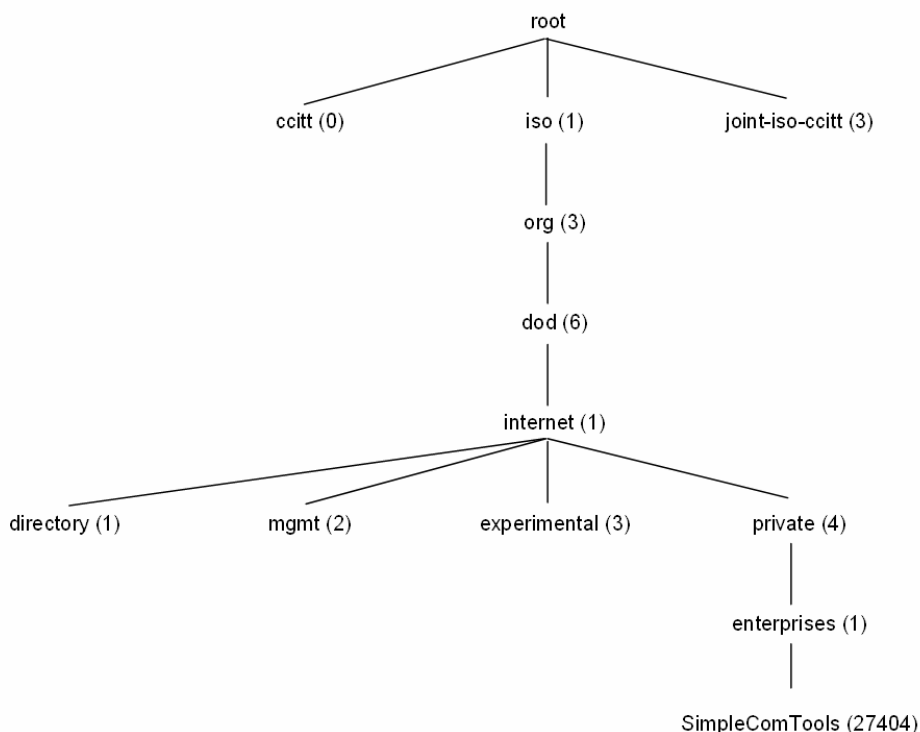 root
ccitt (0) iso (1) joint-iso-ccitt (3)
org (3)
dod (6)
internet (1)
directory (1) mgmt (2) experimental (3) private (4)
enterprises (1)
SimpleComTools (27404)